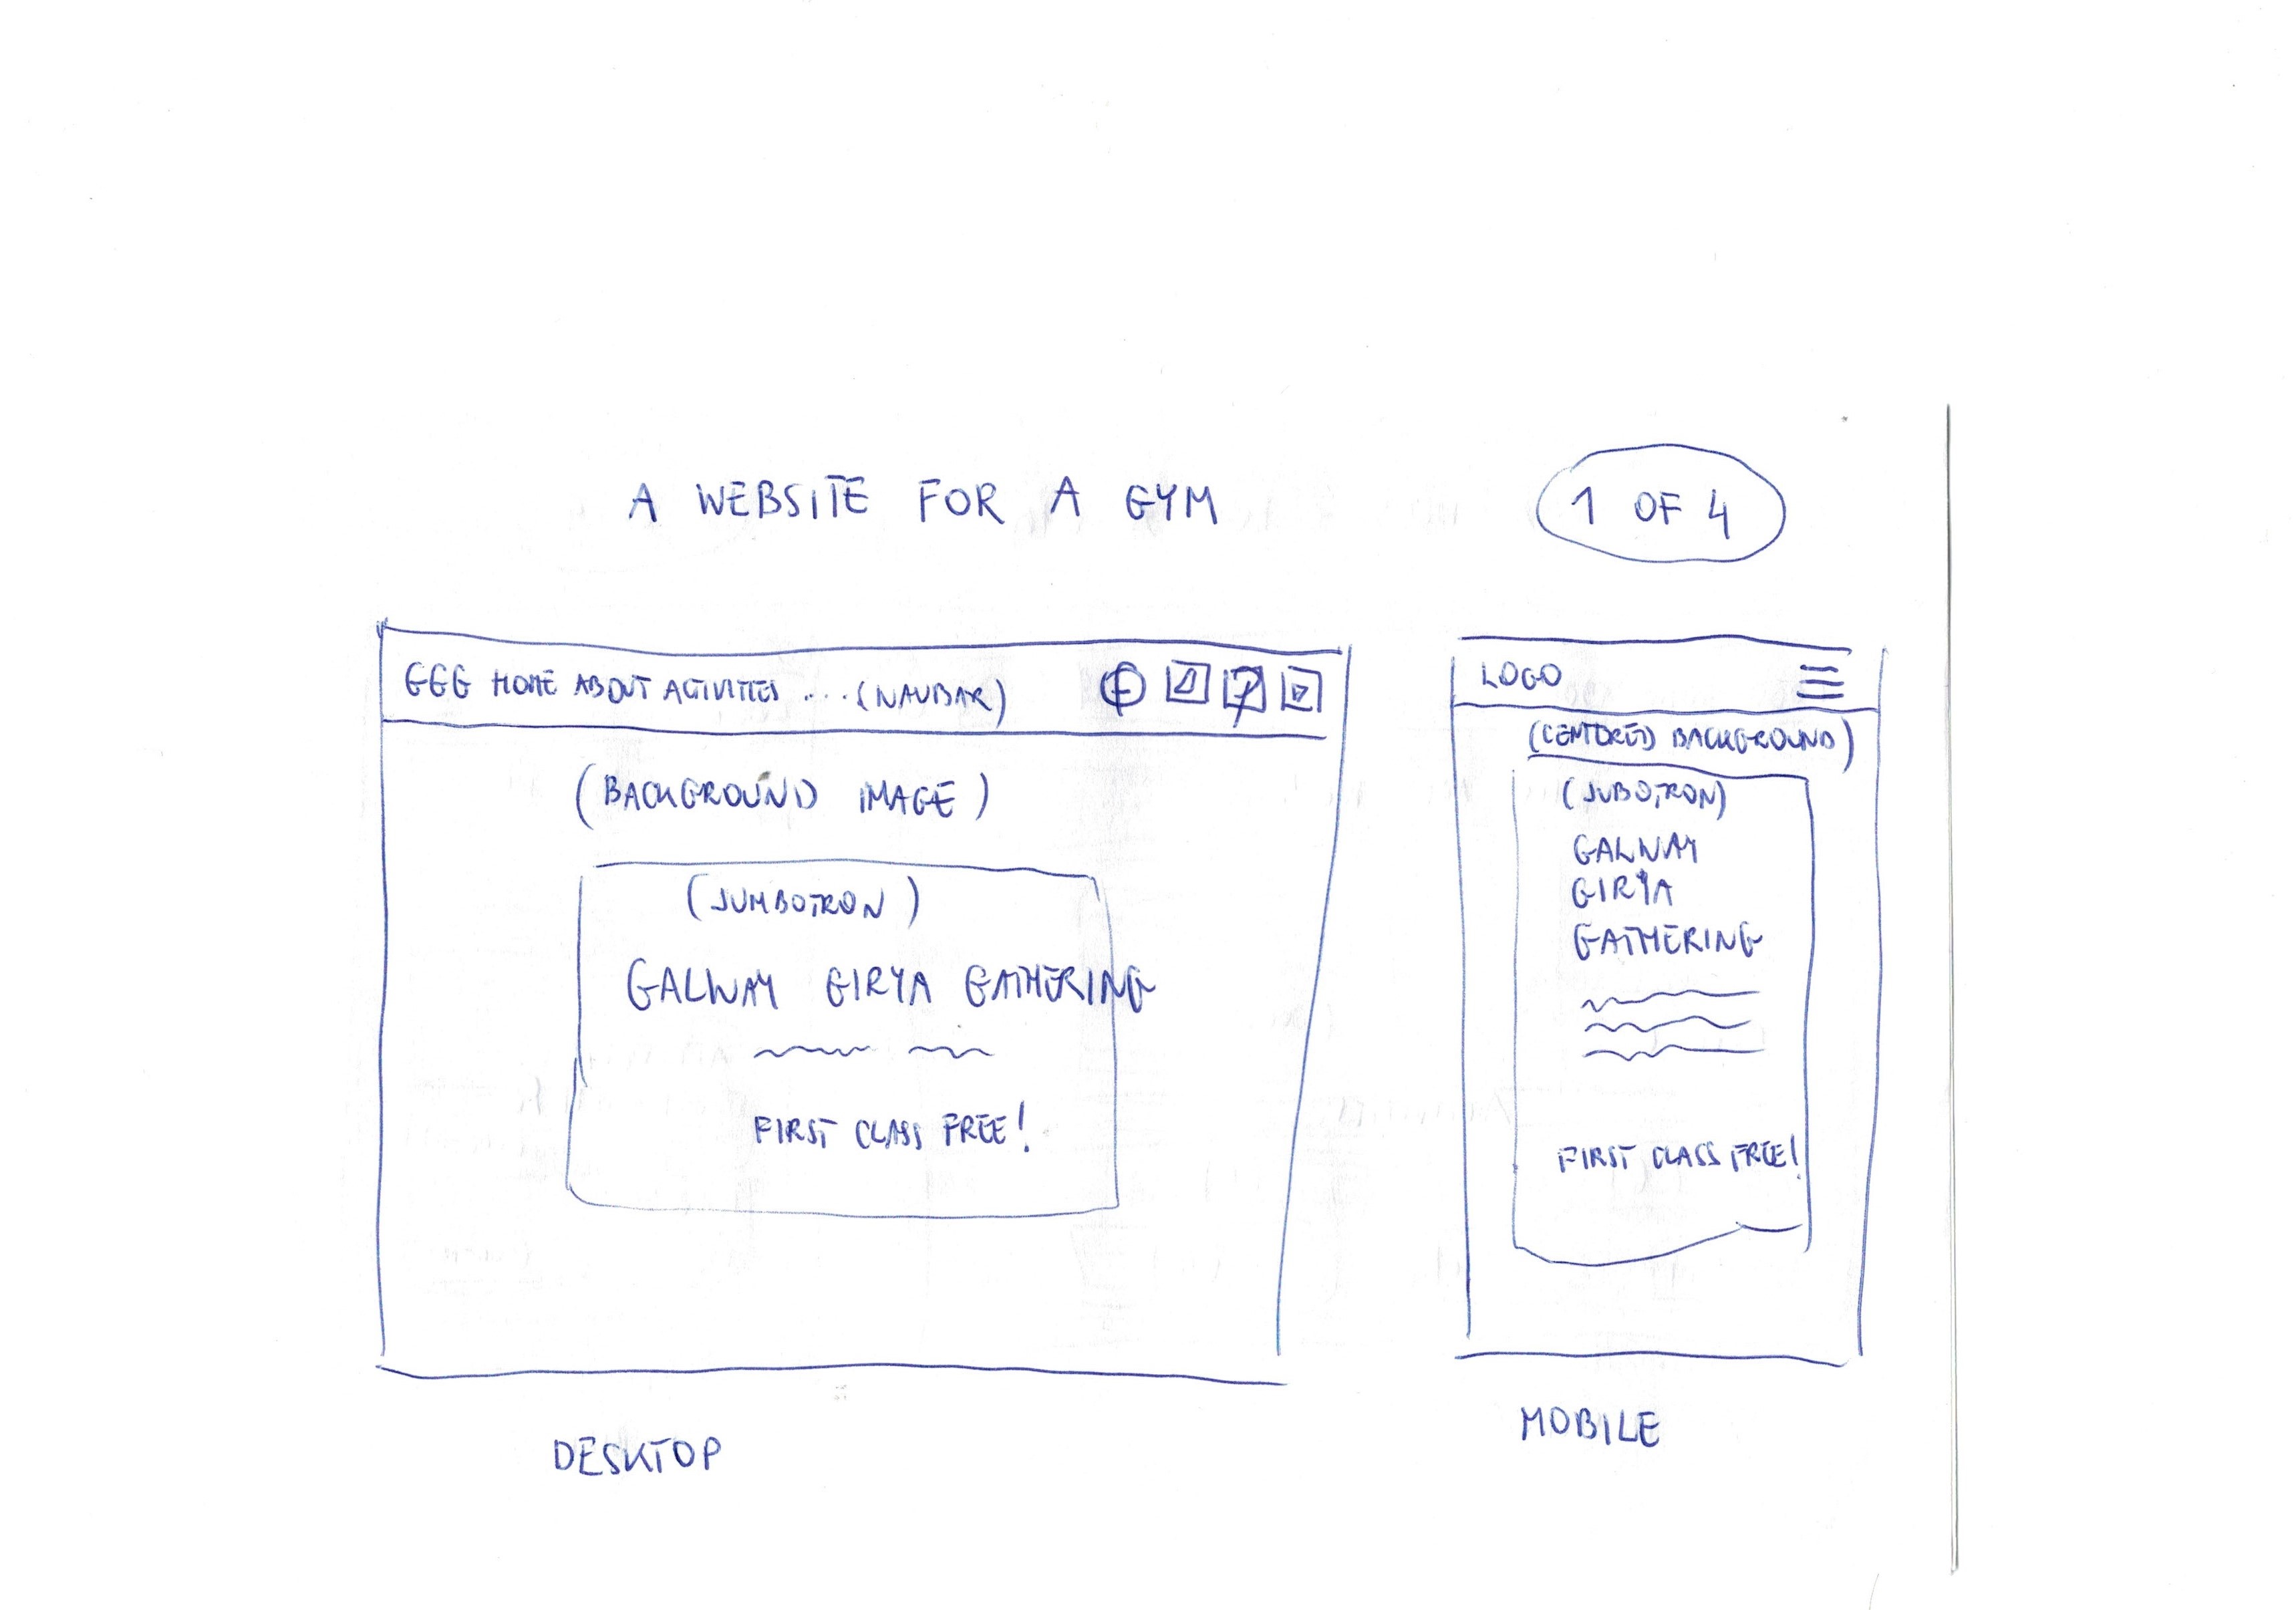 A WEBSITE FOR A GYM
1 OF 4
GGG HOME ABOUT ACTIVITIES .... (NAVBAR)
(BACKGROUND IMAGE)
(JUMBOTRON)
GALWAY GIRYA GATHERING
FIRST CLASS FREE!
DESKTOP
LOGO
(CENTERED BACKGROUND)
(JUBOTRON)
GALWAY
GIRYA
GATHERING
FIRST CLASS FREE!
MOBILE